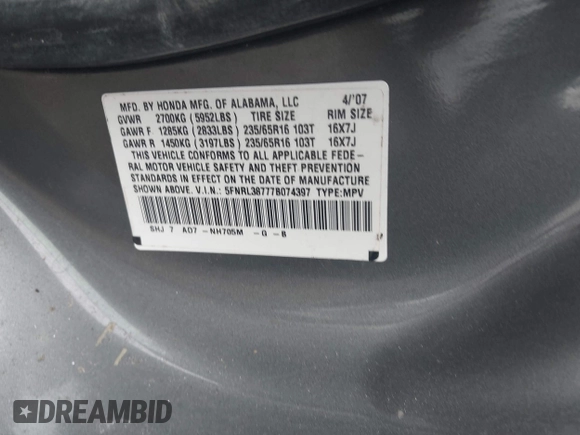 MFD. BY HONDA MFG. OF ALABAMA, LLC 4/'07
GVWR 2700KG (5952LBS) TIRE SIZE RIM SIZE
GAWR F 1285KG (2833LBS) 235/65R16 103T 16X7J
GAWR R 1450KG (3197LBS) 235/65R16 103T 16X7J
THIS VEHICLE CONFORMS TO ALL APPLICABLE FEDE-
RAL MOTOR VEHICLE SAFETY AND THEFT PREVENTION
STANDARDS IN EFFECT ON THE DATE OF MANUFACTURE
SHOWN ABOVE. V.I.N.: 5FNRL38777B074397 TYPE:MPV
SHJ 7 AD7 -NH705M -G -B
DREAMBID